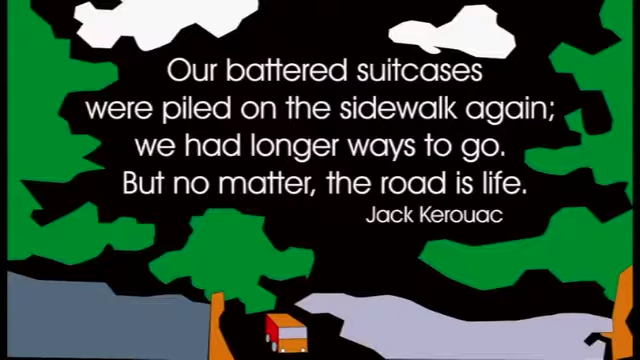 Our battered suitcases
were piled on the sidewalk again;
we had longer ways to go.
But no matter, the road is life.
Jack Kerouac